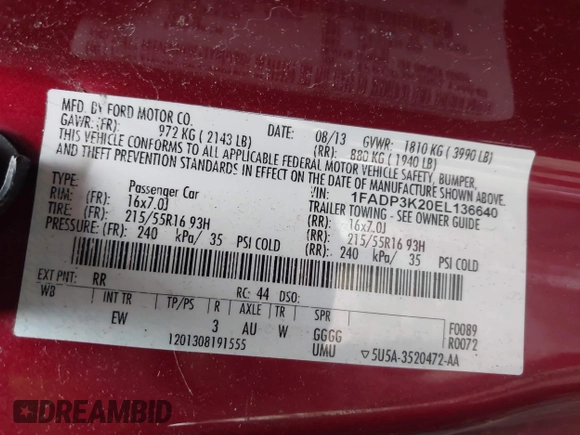 MFD. BY FORD MOTOR CO.
08/13 GVWR: 1810 KG ( 3990 LB)
GAWR: (FR): 972 KG ( 2143 LB) (RR): 880 KG ( 1940 LB)
THIS VEHICLE CONFORMS TO ALL APPLICABLE FEDERAL MOTOR VEHICLE SAFETY, BUMPER,
AND THEFT PREVENTION STANDARDS IN EFFECT ON THE DATE OF MANUFACTURE SHOWN ABOVE.
VIN: 1FADP3K20EL136640
TYPE: Passenger Car TRAILER TOWING - SEE OWNER GUIDE
RIM: (FR) 16x7.0J (RR) 16x7.0J
TIRE: (FR) 215/55R16 93H (RR) 215/55R16 93H
PRESSURE: (FR) 240 kPa/ 35 PSI COLD (RR) 240 kPa/ 35 PSI COLD
EXT PNT: RR RC: 44 DSO:
WB INT TR TP/PS R AXLE TR SPR
EW 3 AU W GGGG F0089
UMU R0072
1201308191555 ▽5U5A-3520472-AA
DREAMBID